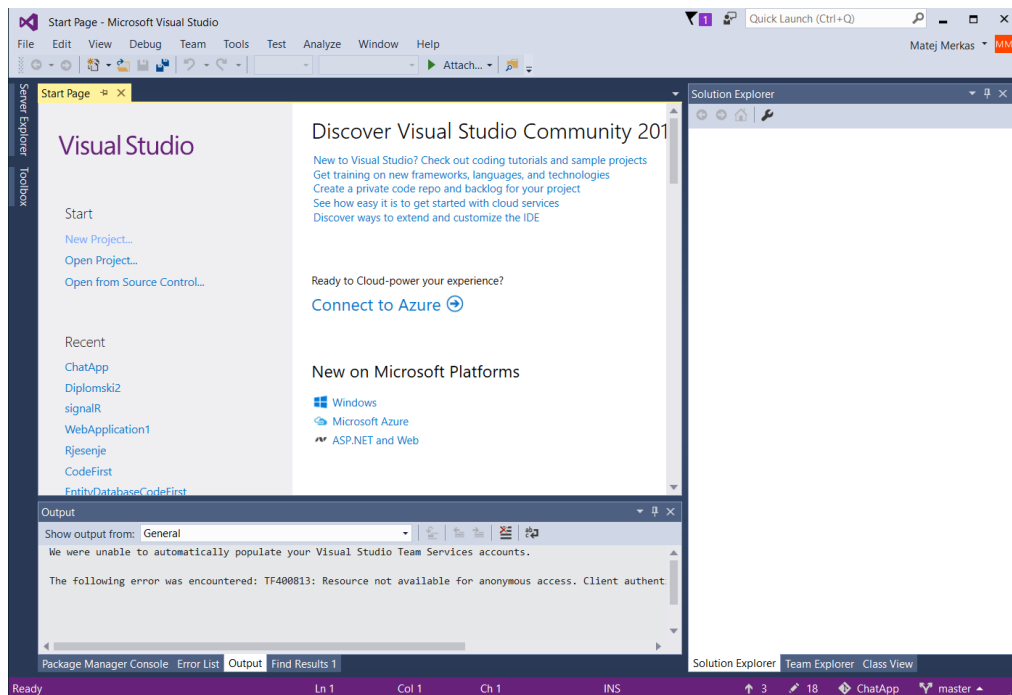 Start Page - Microsoft Visual Studio
1
Quick Launch (Ctrl+Q)
File Edit View Debug Team Tools Test Analyze Window Help
Matej Merkas
MM
Attach...
Server Explorer
Toolbox
Start Page
Visual Studio
Start
New Project...
Open Project...
Open from Source Control...
Recent
ChatApp
Diplomski2
signalR
WebApplication1
Rjesenje
CodeFirst
EntityDatabaseCodeFirst
Discover Visual Studio Community 201
New to Visual Studio? Check out coding tutorials and sample projects
Get training on new frameworks, languages, and technologies
Create a private code repo and backlog for your project
See how easy it is to get started with cloud services
Discover ways to extend and customize the IDE
Ready to Cloud-power your experience?
Connect to Azure
New on Microsoft Platforms
Windows
Microsoft Azure
ASP.NET and Web
Solution Explorer
Output
Show output from: General
We were unable to automatically populate your Visual Studio Team Services accounts.
The following error was encountered: TF400813: Resource not available for anonymous access. Client authent
Package Manager Console Error List Output Find Results 1
Solution Explorer Team Explorer Class View
Ready Ln 1 Col 1 Ch 1 INS 3 18 ChatApp master